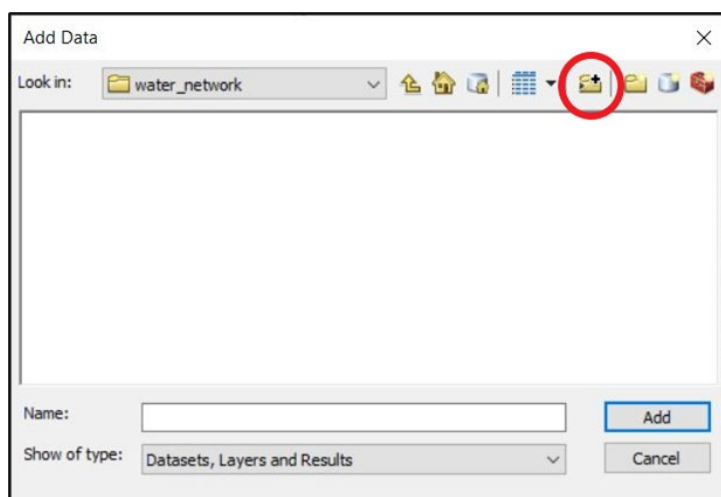 Add Data
Look in: water_network
Name:
Add
Show of type: Datasets, Layers and Results
Cancel